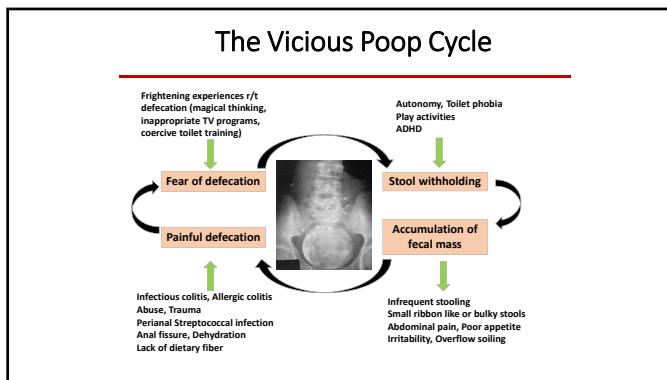 The Vicious Poop Cycle
Frightening experiences r/t
defecation (magical thinking,
inappropriate TV programs,
coercive toilet training)
Autonomy, Toilet phobia
Play activities
ADHD
Fear of defecation
Stool withholding
Painful defecation
Accumulation of
fecal mass
Infectious colitis, Allergic colitis
Abuse, Trauma
Perianal Streptococcal infection
Anal fissure, Dehydration
Lack of dietary fiber
Infrequent stooling
Small ribbon like or bulky stools
Abdominal pain, Poor appetite
Irritability, Overflow soiling